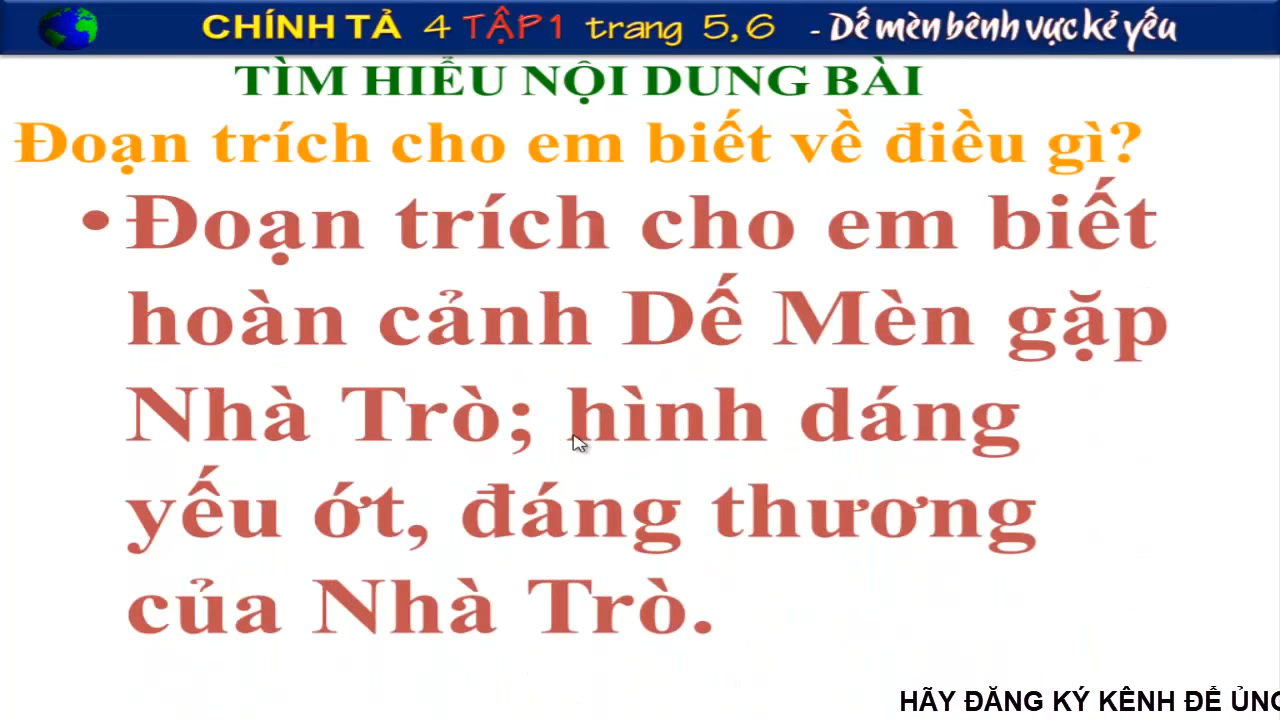 CHÍNH TẢ 4 TẬP 1 trang 5,6 - Dế mèn bênh vực kẻ yếu
TÌM HIỂU NỘI DUNG BÀI
Đoạn trích cho em biết về điều gì?
• Đoạn trích cho em biết
hoàn cảnh Dế Mèn gặp
Nhà Trò; hình dáng
yếu ớt, đáng thương
của Nhà Trò.
HÃY ĐĂNG KÝ KÊNH ĐỂ